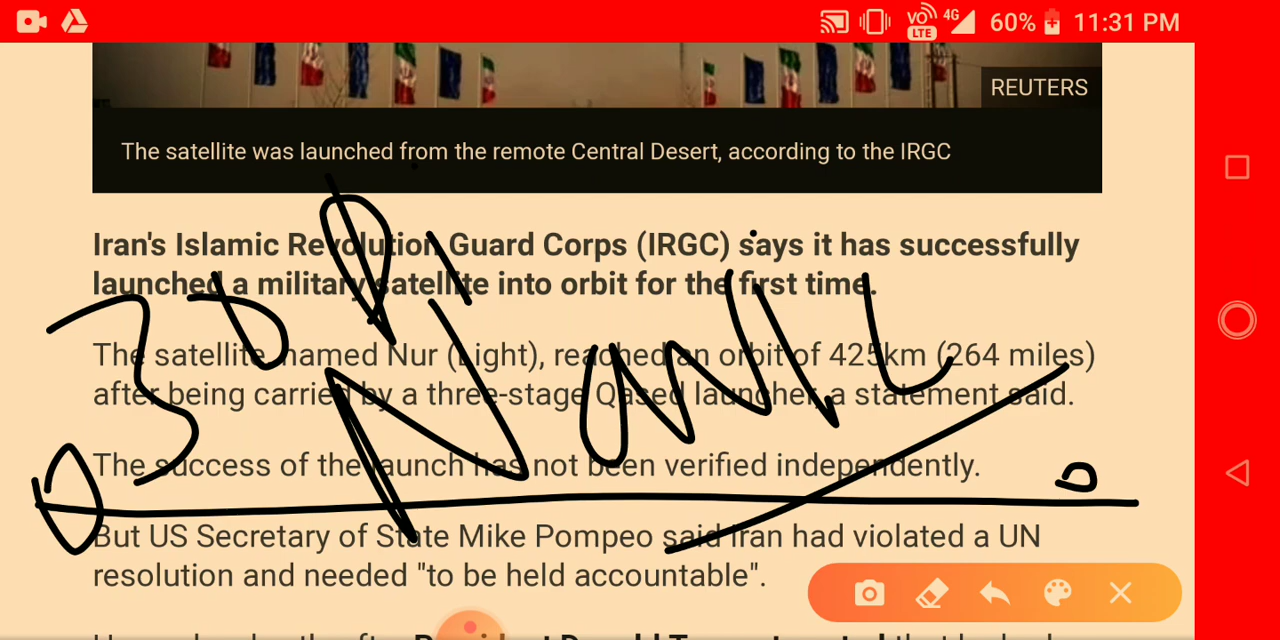 VO LTE 4G 60% 11:31 PM
REUTERS
The satellite was launched from the remote Central Desert, according to the IRGC
Iran's Islamic Revolution Guard Corps (IRGC) says it has successfully
launched a military satellite into orbit for the first time.
The satellite, named Nur (Light), reached an orbit of 425km (264 miles)
after being carried by a three-stage Qased launcher, a statement said.
The success of the launch has not been verified independently.
But US Secretary of State Mike Pompeo said Iran had violated a UN
resolution and needed "to be held accountable".